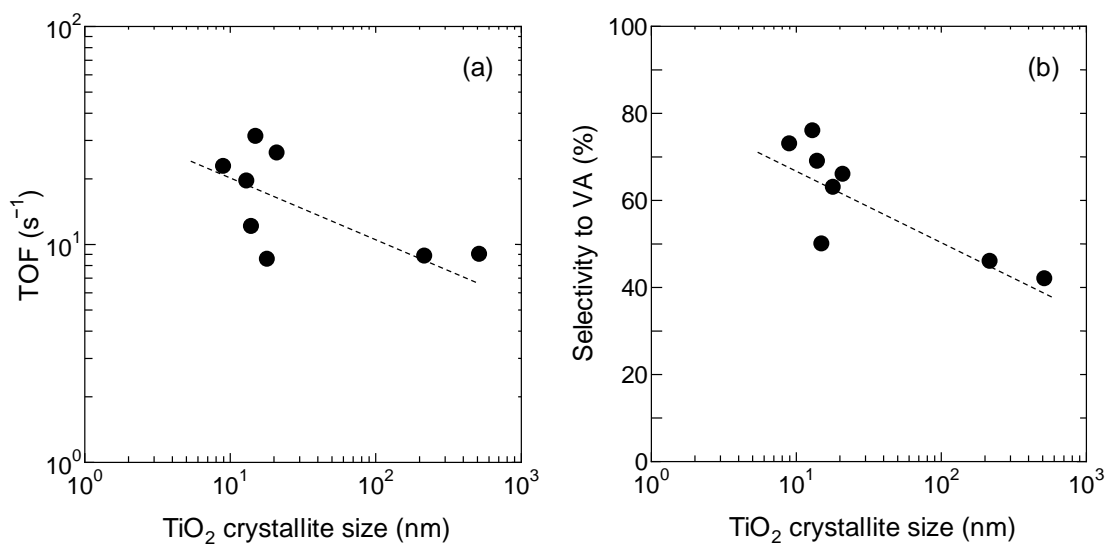 (a)
TOF (s⁻¹)
10²
10¹
10⁰
10⁰ 10¹ 10² 10³
TiO₂ crystallite size (nm)
(b)
Selectivity to VA (%)
100
80
60
40
20
0
10⁰ 10¹ 10² 10³
TiO₂ crystallite size (nm)